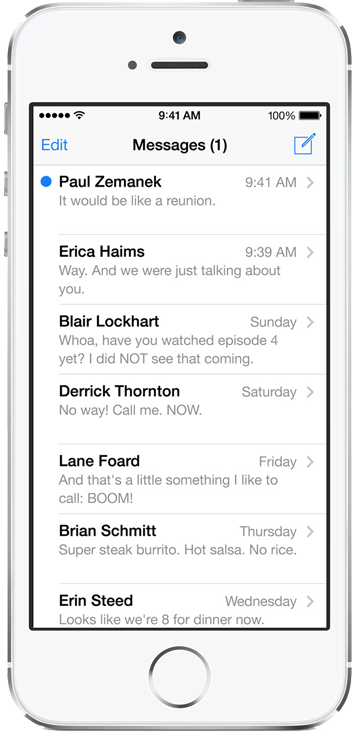 9:41 AM 100%
Edit Messages (1)
Paul Zemanek 9:41 AM
It would be like a reunion.
Erica Haims 9:39 AM
Way. And we were just talking about
you.
Blair Lockhart Sunday
Whoa, have you watched episode 4
yet? I did NOT see that coming.
Derrick Thornton Saturday
No way! Call me. NOW.
Lane Foard Friday
And that's a little something I like to
call: BOOM!
Brian Schmitt Thursday
Super steak burrito. Hot salsa. No rice.
Erin Steed Wednesday
Looks like we're 8 for dinner now.